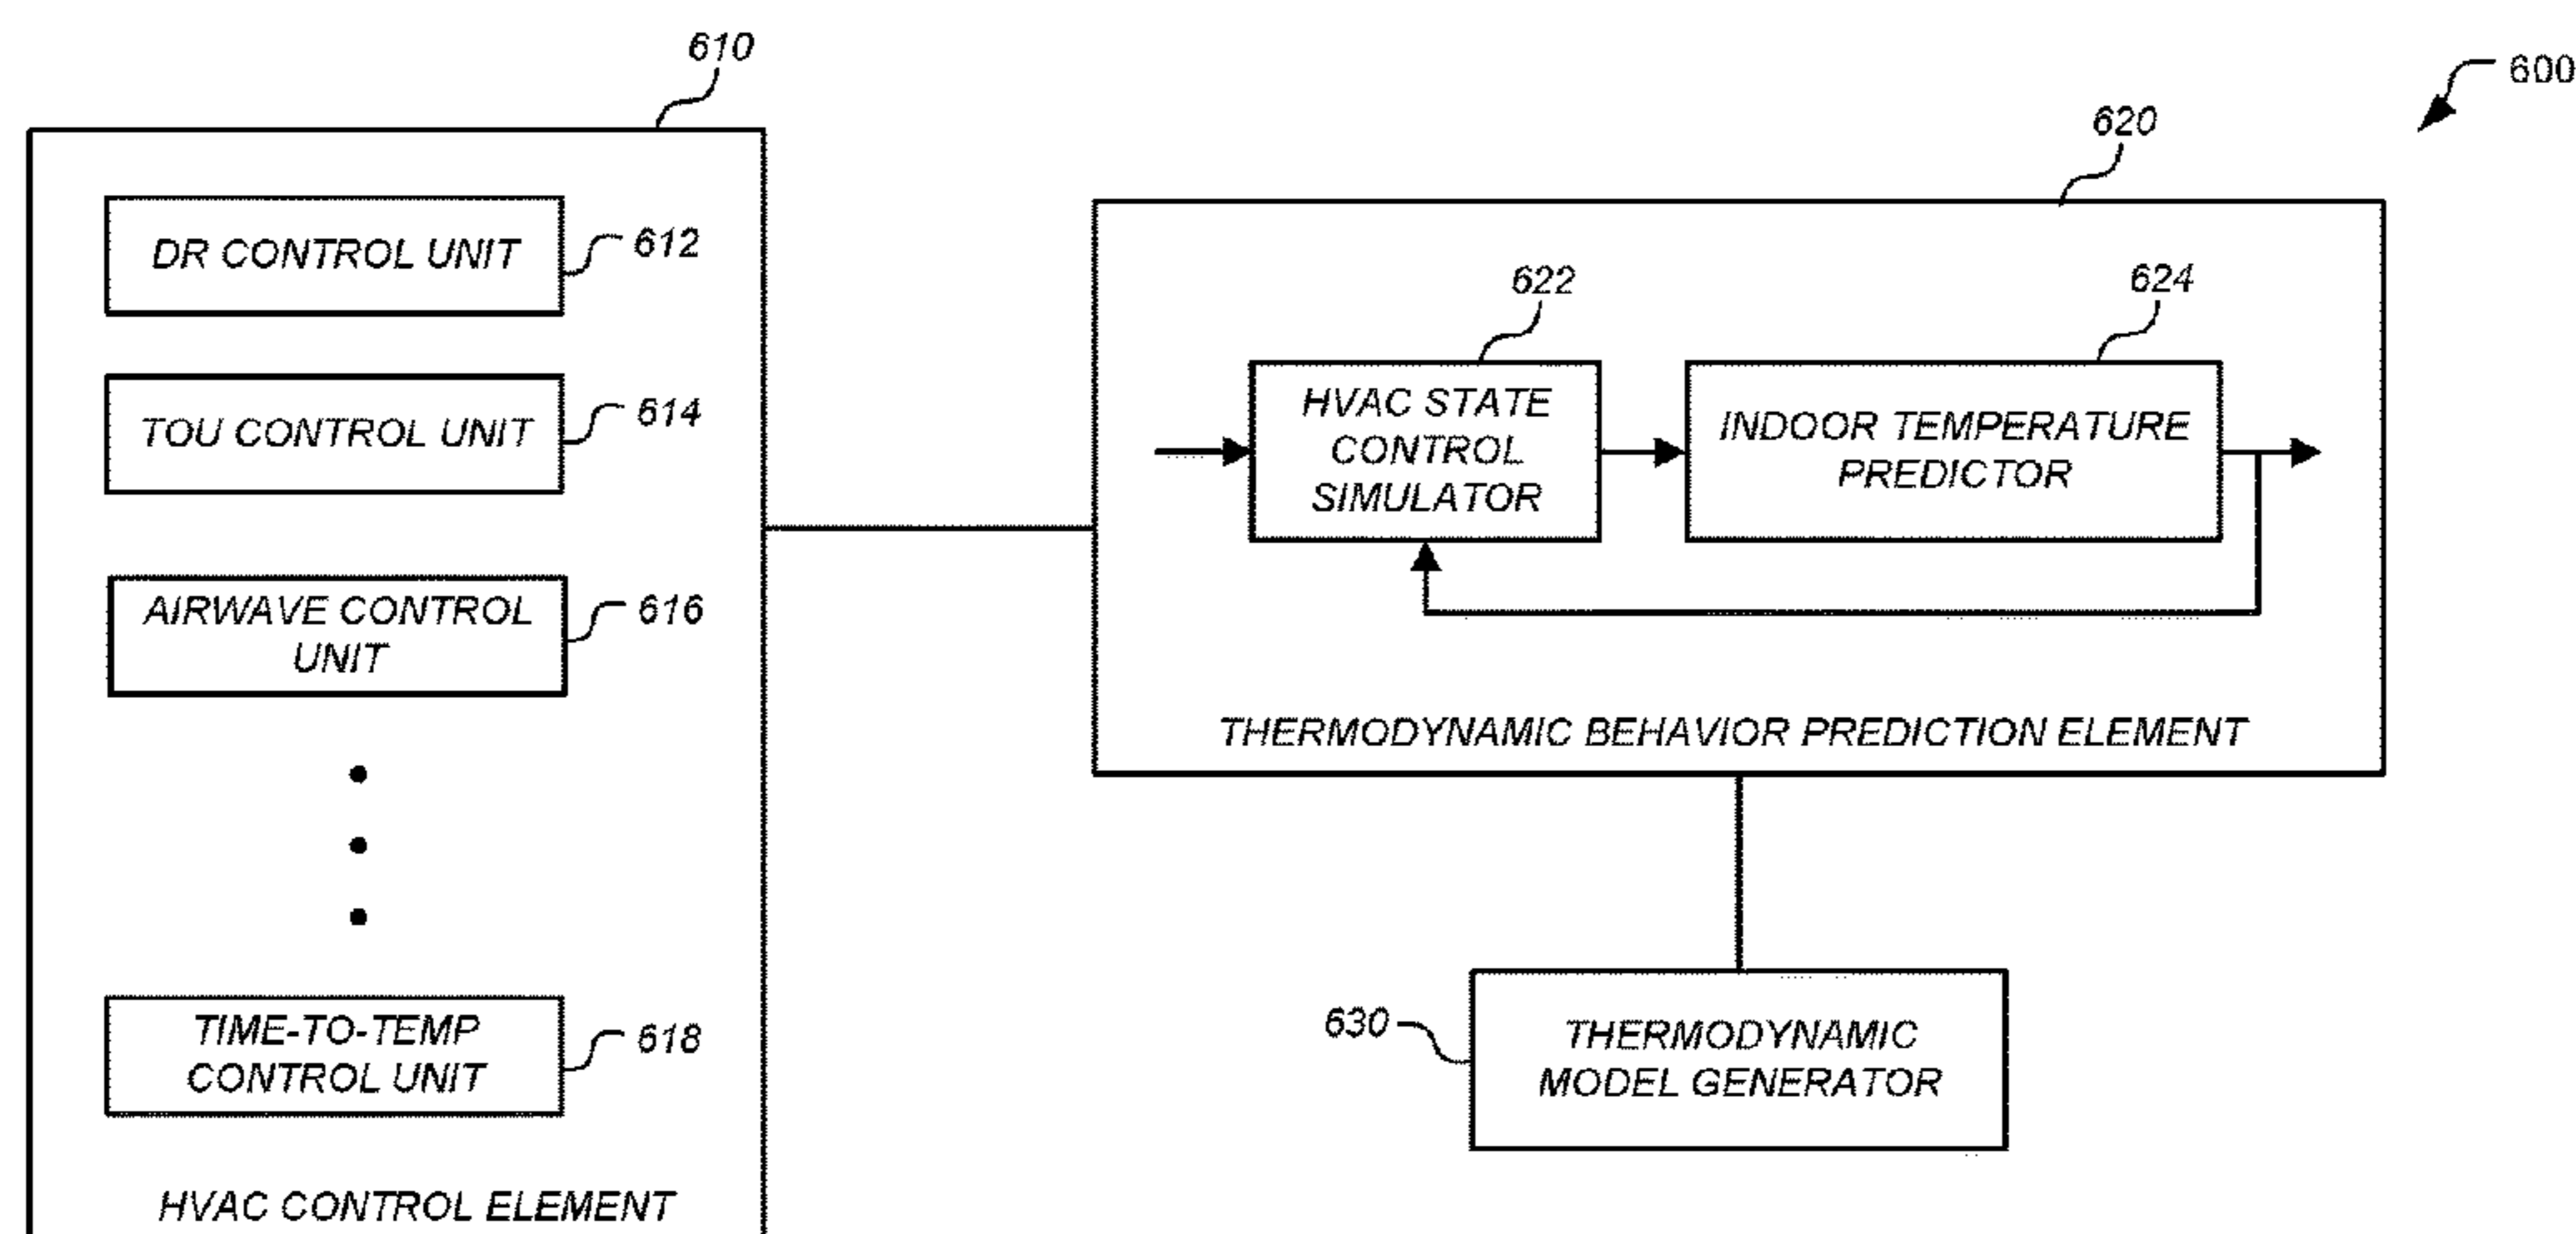 610
600
620
DR CONTROL UNIT
612
622
624
TOU CONTROL UNIT
614
HVAC STATE
CONTROL
SIMULATOR
INDOOR TEMPERATURE
PREDICTOR
AIRWAVE CONTROL
UNIT
616
THERMODYNAMIC BEHAVIOR PREDICTION ELEMENT
TIME-TO-TEMP
CONTROL UNIT
618
630
THERMODYNAMIC
MODEL GENERATOR
HVAC CONTROL ELEMENT